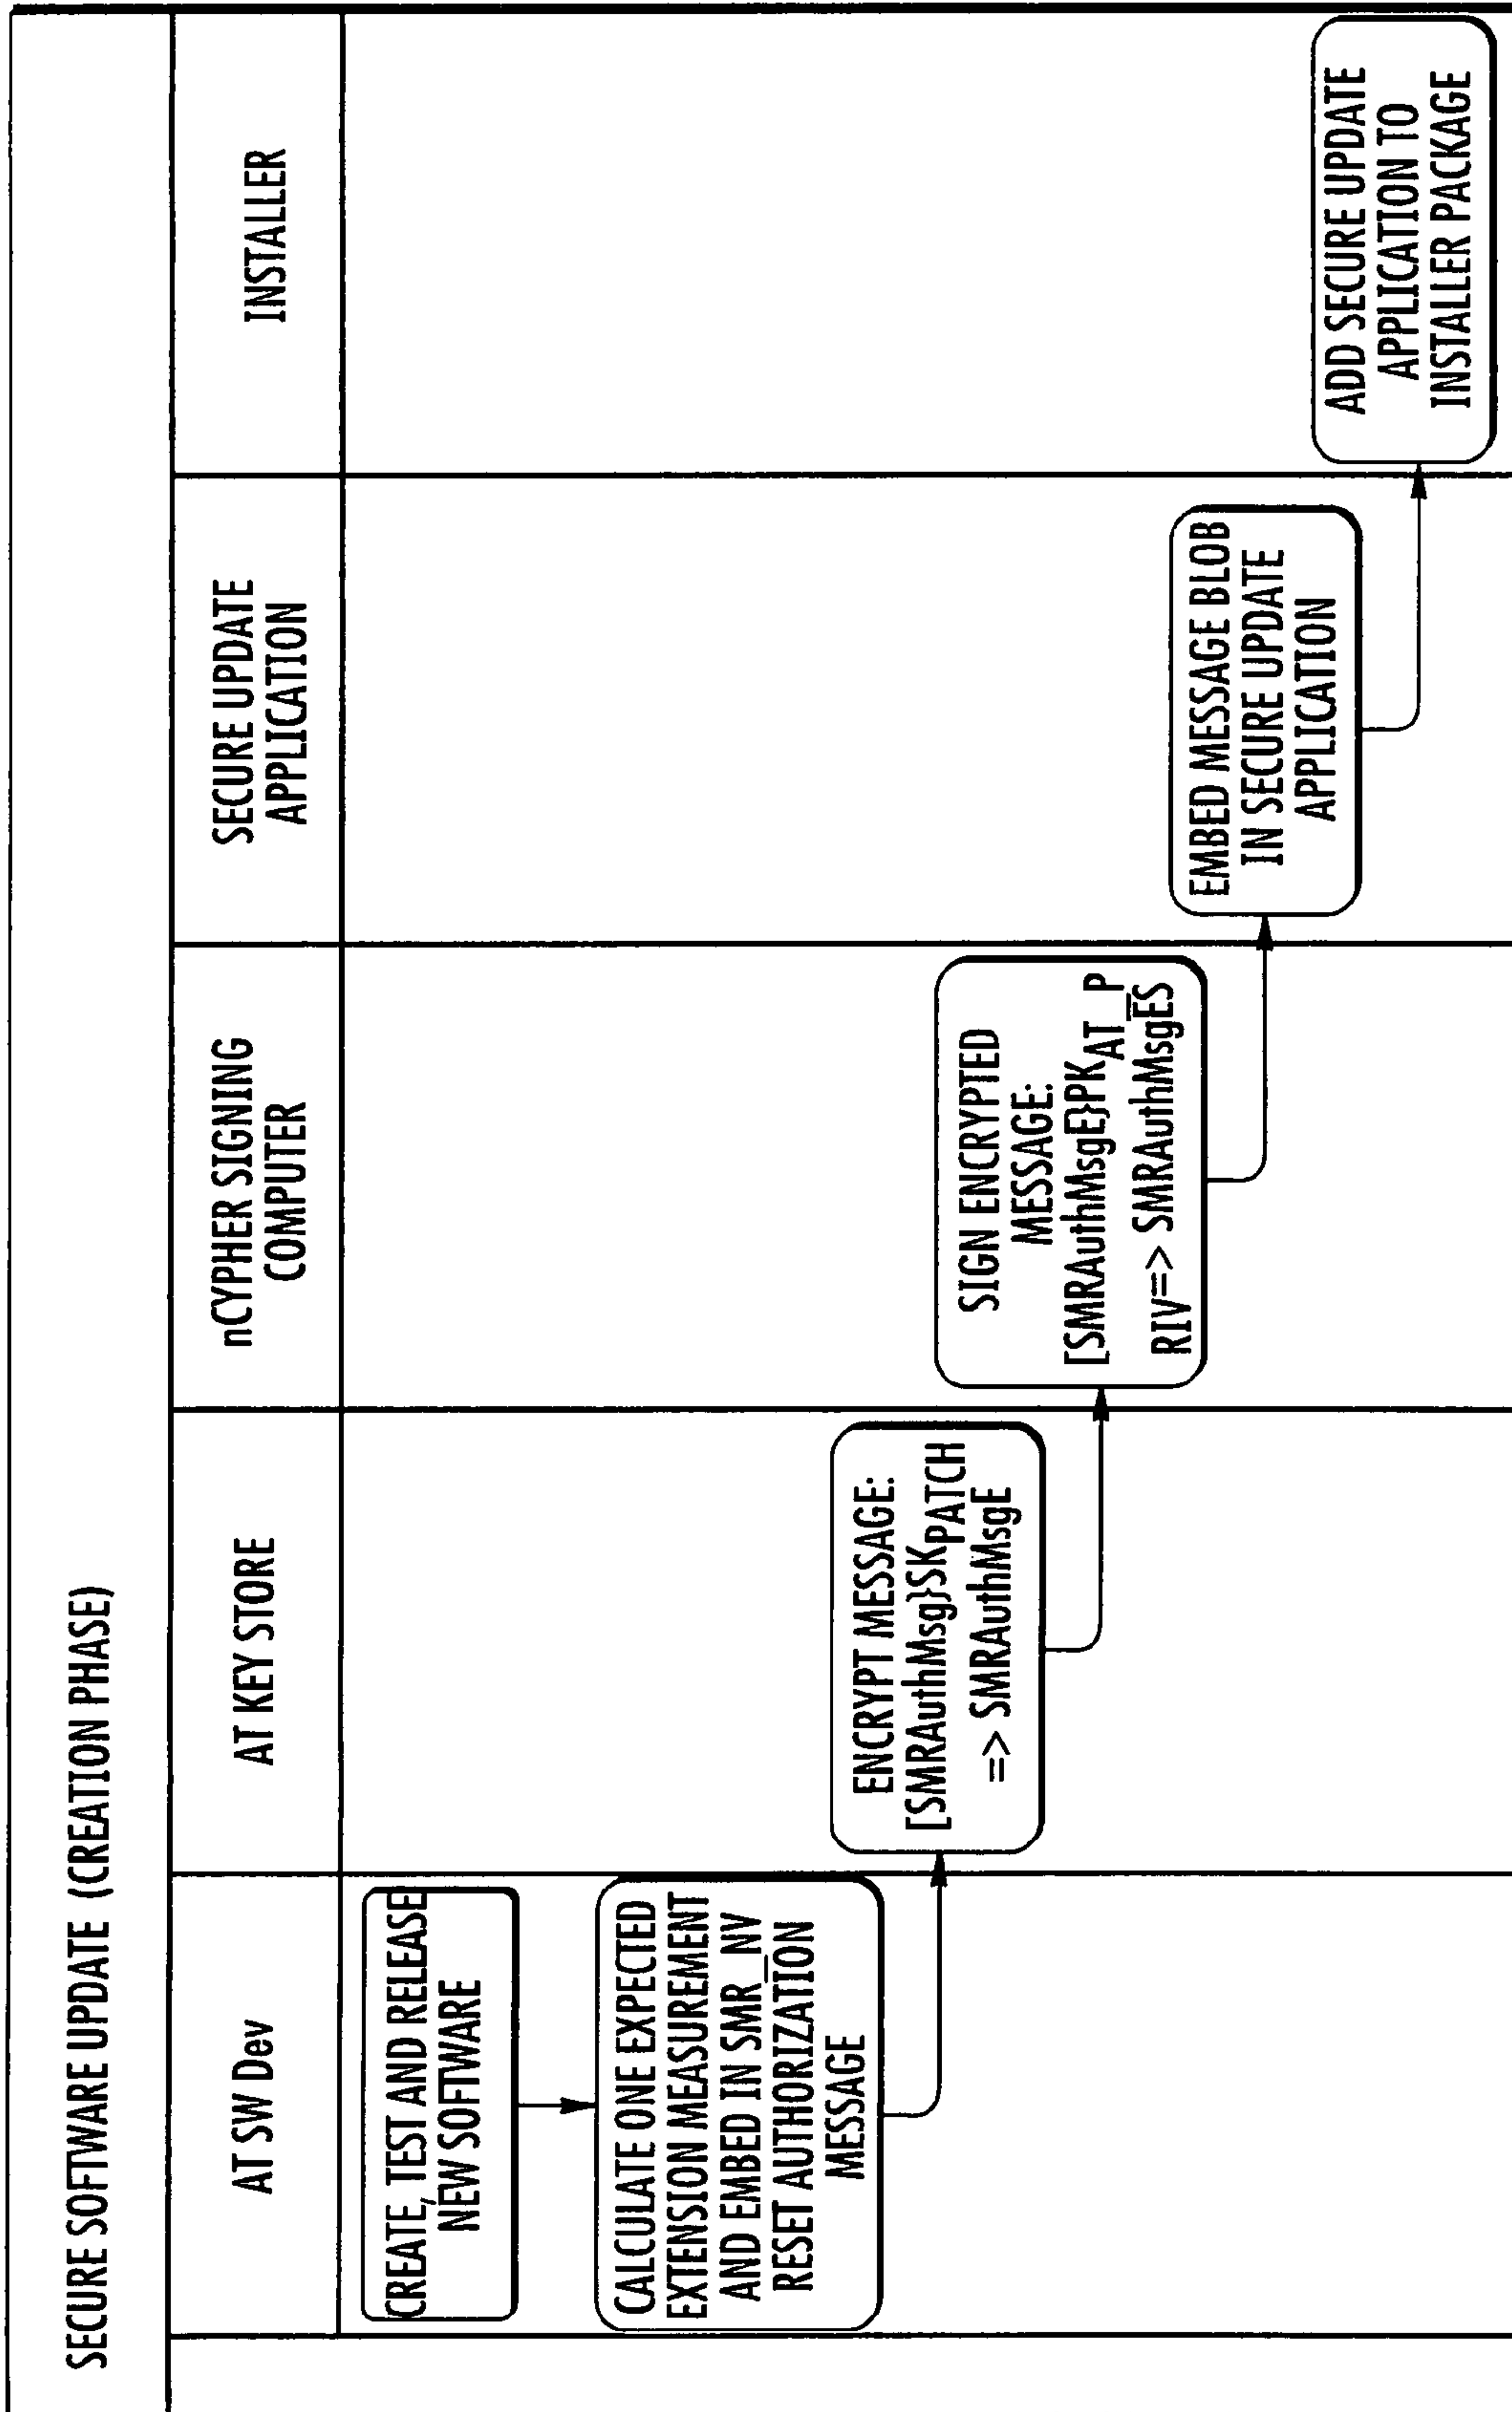 SECURE SOFTWARE UPDATE (CREATION PHASE)
AT SW Dev
AT KEY STORE
nCYPHER SIGNING
COMPUTER
SECURE UPDATE
APPLICATION
INSTALLER
CREATE, TEST AND RELEASE
NEW SOFTWARE
CALCULATE ONE EXPECTED
EXTENSION MEASUREMENT
AND EMBED IN SMR_NV
RESET AUTHORIZATION
MESSAGE
ENCRYPT MESSAGE:
[SMRAuthMsg}SKPATCH
=> SMRAuthMsgE
SIGN ENCRYPTED
MESSAGE:
[SMRAuthMsgE}PKAT_P
RIV=> SMRAuthMsgES
EMBED MESSAGE BLOB
IN SECURE UPDATE
APPLICATION
ADD SECURE UPDATE
APPLICATION TO
INSTALLER PACKAGE